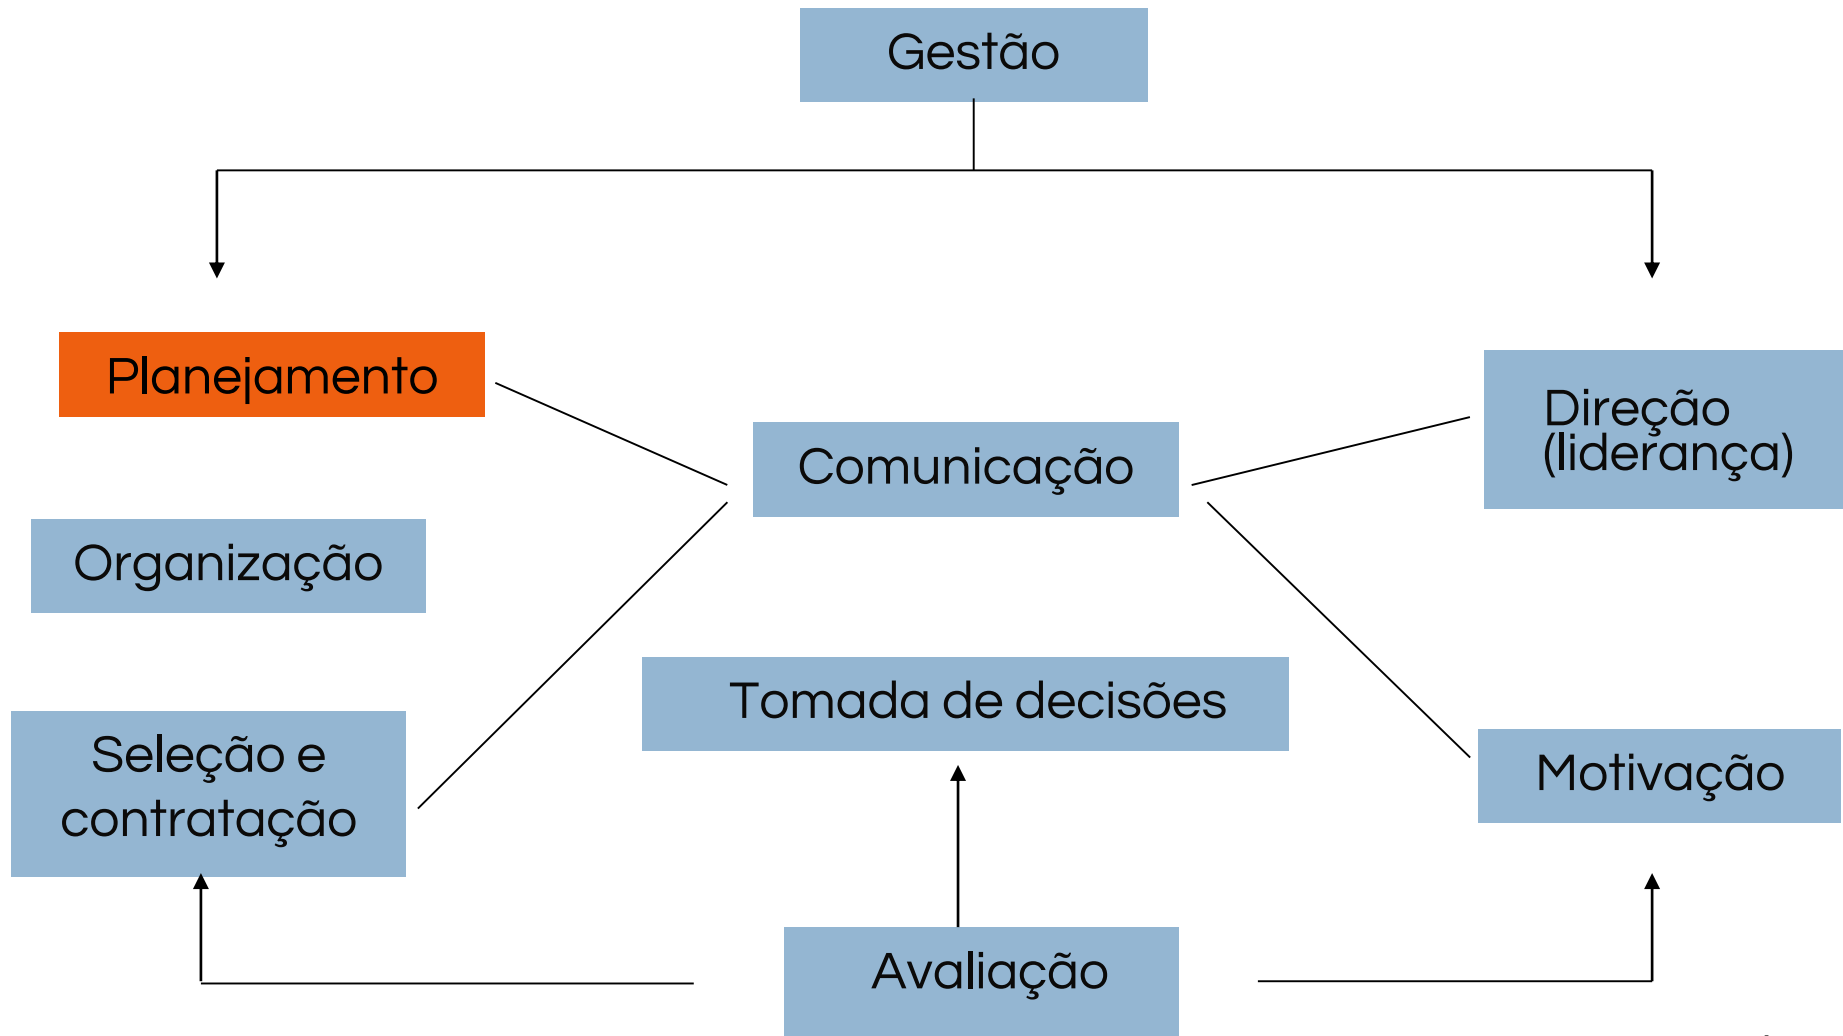 Gestão
Planejamento
Direção
(liderança)
Comunicação
Organização
Tomada de decisões
Seleção e
contratação
Motivação
Avaliação